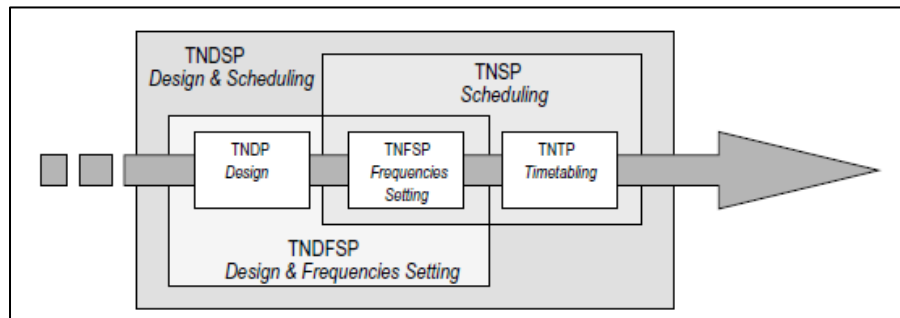 TNDSP
Design & Scheduling
TNSP
Scheduling
TNDP
Design
TNFSP
Frequencies
Setting
TNTP
Timetabling
TNDFSP
Design & Frequencies Setting